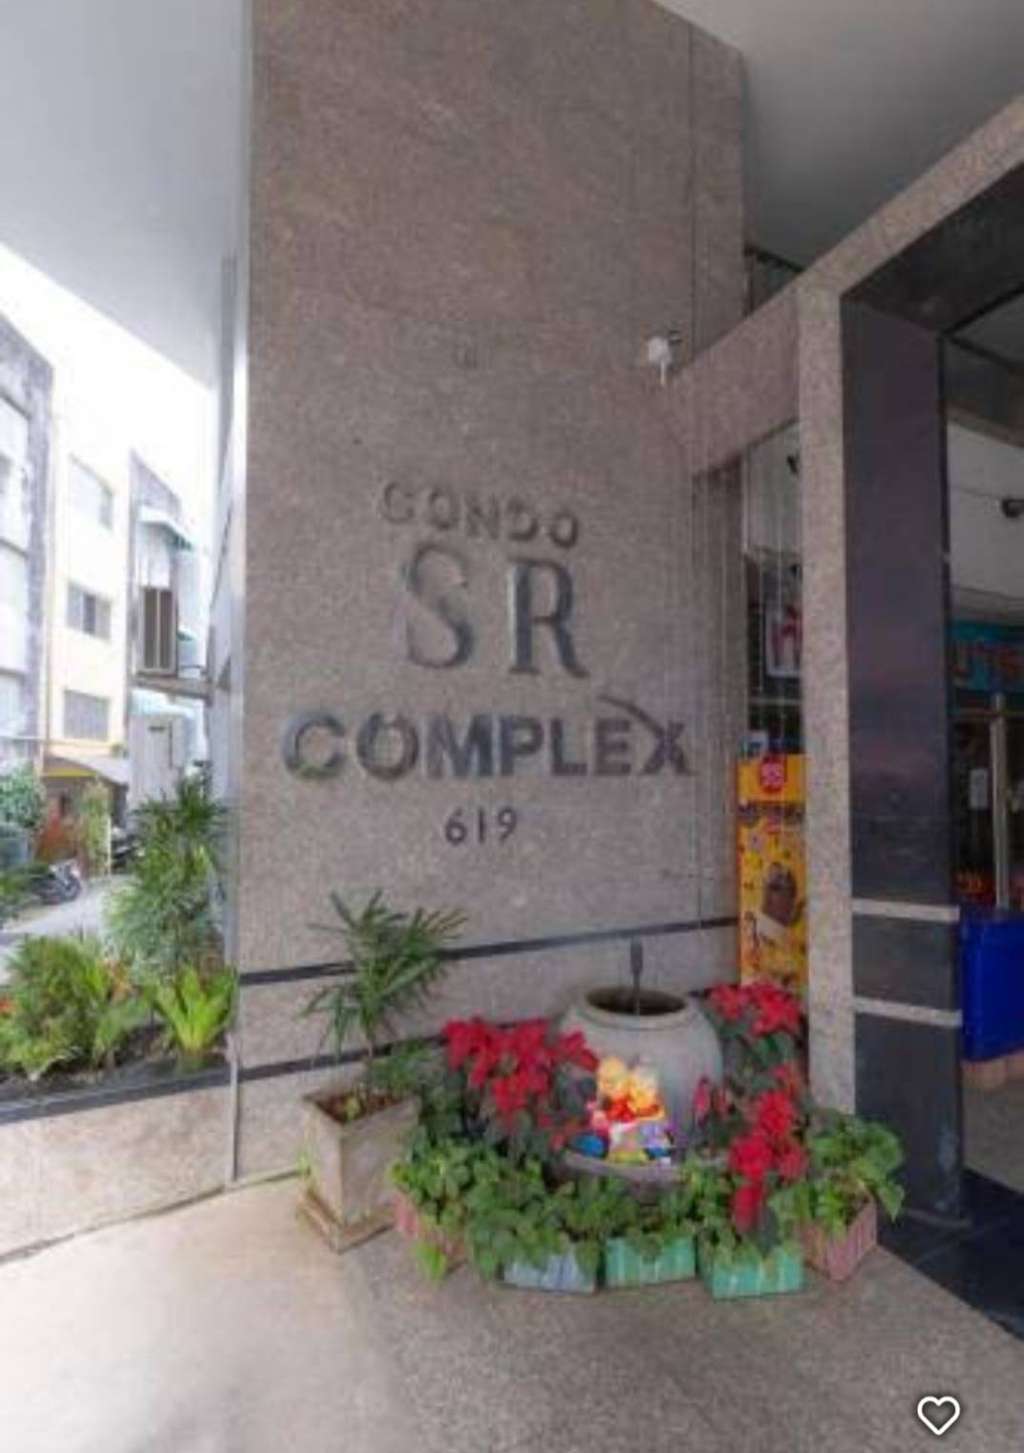 CONDO
SR
COMPLEX
619